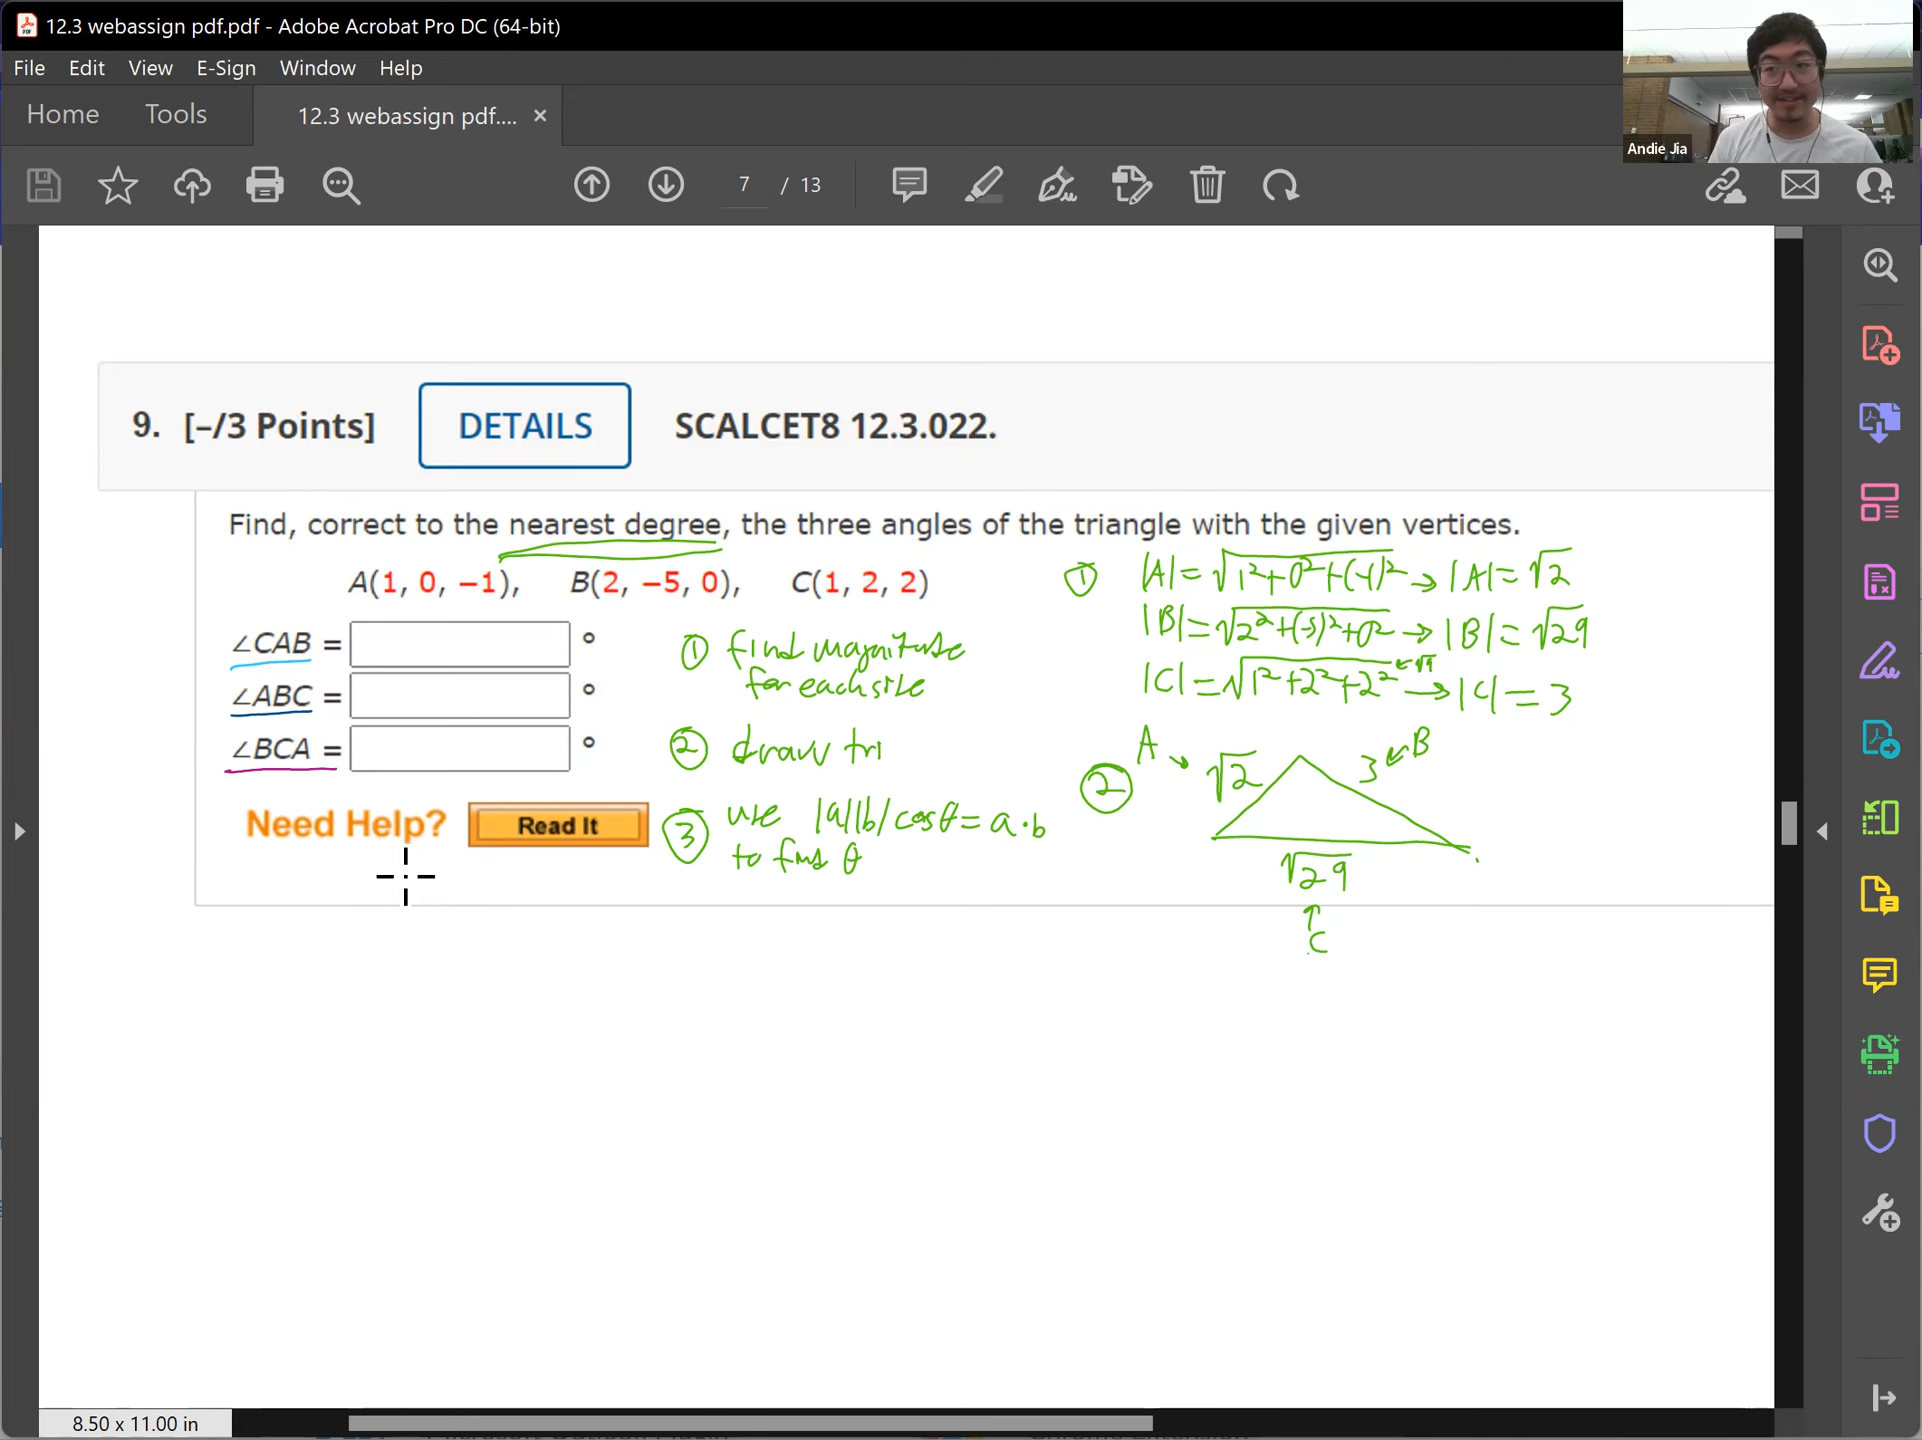 12.3 webassign pdf.pdf - Adobe Acrobat Pro DC (64-bit)
File Edit View E-Sign Window Help
Home Tools 12.3 webassign pdf.... ×
7 / 13
Andie Jia
9. [–/3 Points] DETAILS SCALCET8 12.3.022.
Find, correct to the nearest degree, the three angles of the triangle with the given vertices.
A(1, 0, −1), B(2, −5, 0), C(1, 2, 2)
∠CAB = °
∠ABC = °
∠BCA = °
Need Help? Read It
① find magnitude
for each side
② draw tri
③ use |a||b|cosθ = a·b
to find θ
① |A| = √1²+0²+(-1)² → |A| = √2
|B| = √2²+(-5)²+0² → |B| = √29
|C| = √1²+2²+2² ←√9 → |C| = 3
② A → √2 3 ← B
√29
↑
C
8.50 x 11.00 in